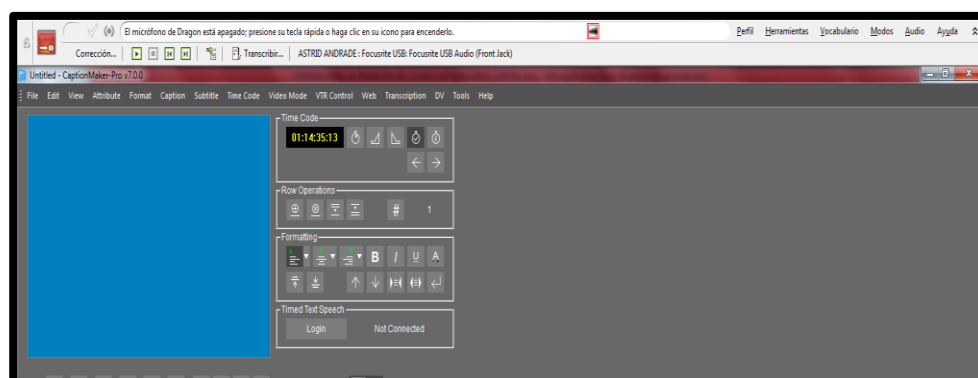 El micrófono de Dragon está apagado; presione su tecla rápida o haga clic en su icono para encenderlo.
Perfil Herramientas Vocabulario Modos Audio Ayuda
Corrección... Transcribir... ASTRID ANDRADE : Focusrite USB: Focusrite USB Audio (Front Jack)
Untitled - CaptionMaker-Pro v7.0.0
File Edit View Attribute Format Caption Subtitle Time Code Video Mode VTR Control Web Transcription DV Tools Help
Time Code
01:14:35:13
Row Operations
# 1
Formatting
B I U A
Timed Text Speech
Login Not Connected